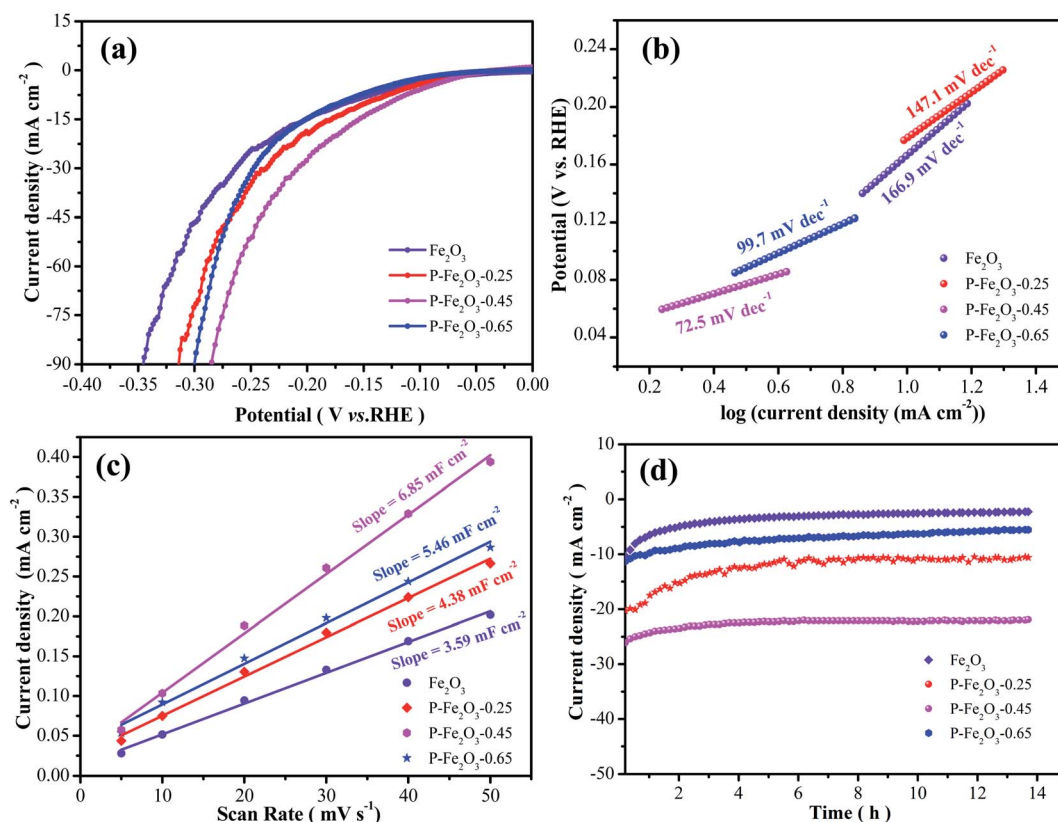 (a)
15
0
-15
-30
-45
-60
-75
-90
Current density (mA cm⁻²)
-0.40 -0.35 -0.30 -0.25 -0.20 -0.15 -0.10 -0.05 0.00
Potential ( V vs.RHE )
Fe₂O₃
P-Fe₂O₃-0.25
P-Fe₂O₃-0.45
P-Fe₂O₃-0.65
(b)
0.24
0.20
0.16
0.12
0.08
0.04
Potential (V vs. RHE)
147.1 mV dec⁻¹
166.9 mV dec⁻¹
99.7 mV dec⁻¹
72.5 mV dec⁻¹
Fe₂O₃
P-Fe₂O₃-0.25
P-Fe₂O₃-0.45
P-Fe₂O₃-0.65
0.2 0.4 0.6 0.8 1.0 1.2 1.4
log (current density (mA cm⁻²))
(c)
0.40
0.35
0.30
0.25
0.20
0.15
0.10
0.05
0.00
Current density (mA cm⁻²)
Slope = 6.85 mF cm⁻²
Slope = 5.46 mF cm⁻²
Slope = 4.38 mF cm⁻²
Slope = 3.59 mF cm⁻²
Fe₂O₃
P-Fe₂O₃-0.25
P-Fe₂O₃-0.45
P-Fe₂O₃-0.65
0 10 20 30 40 50
Scan Rate ( mV s⁻¹)
(d)
10
0
-10
-20
-30
-40
-50
Current density ( mA cm⁻²)
Fe₂O₃
P-Fe₂O₃-0.25
P-Fe₂O₃-0.45
P-Fe₂O₃-0.65
2 4 6 8 10 12 14
Time ( h )